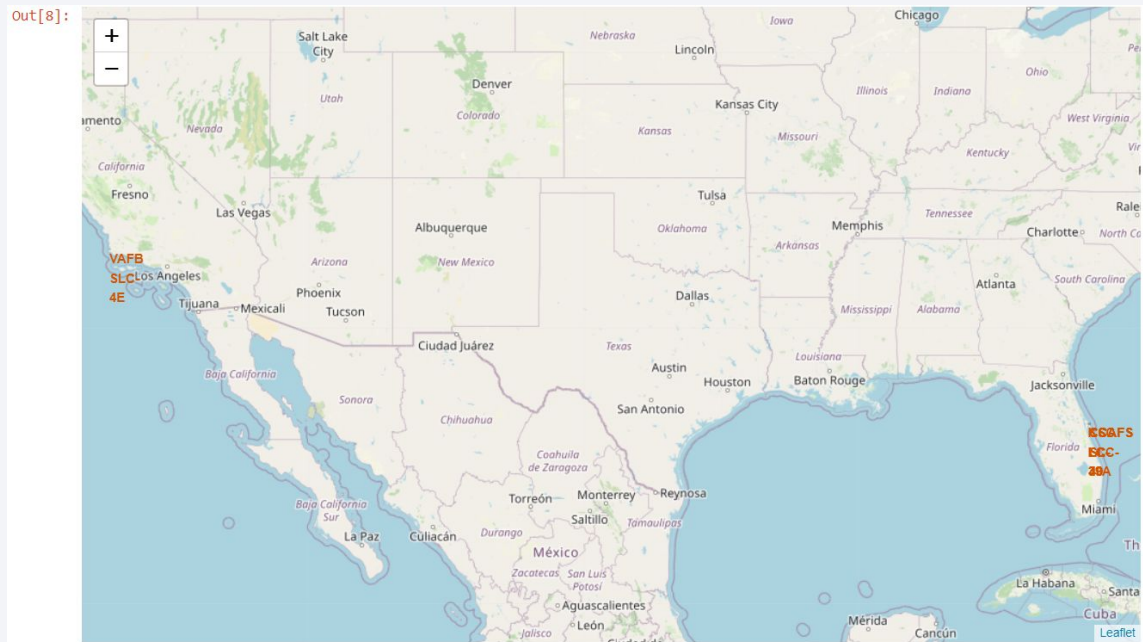 Out[8]:
+
−
Salt Lake City
Nebraska
Iowa
Chicago
Lincoln
Denver
Utah
Colorado
Nevada
amento
California
Fresno
Las Vegas
Kansas City
Kansas
Missouri
Illinois
Indiana
Ohio
Pe
West Virginia
Vir
Kentucky
Albuquerque
New Mexico
Arizona
Tulsa
Oklahoma
Arkansas
Memphis
Tennessee
Rale
Charlotte
North Ca
VAFB
SLC-
4E
Los Angeles
Tijuana
Mexicali
Phoenix
Tucson
Dallas
Mississippi
Alabama
Atlanta
South Carolina
Ciudad Juárez
Texas
Louisiana
Baja California
Sonora
Chihuahua
Austin
Houston
San Antonio
Baton Rouge
Jacksonville
Florida
Miami
Coahuila
de Zaragoza
Torreón
Monterrey
Reynosa
Saltillo
Tamaulipas
Baja California
Sur
La Paz
Culiacán
Durango
México
Zacatecas
San Luis
Potosí
Aguascalientes
León
Jalisco
Th
La Habana
Santa
Cuba
Mérida
Cancún
Leaflet